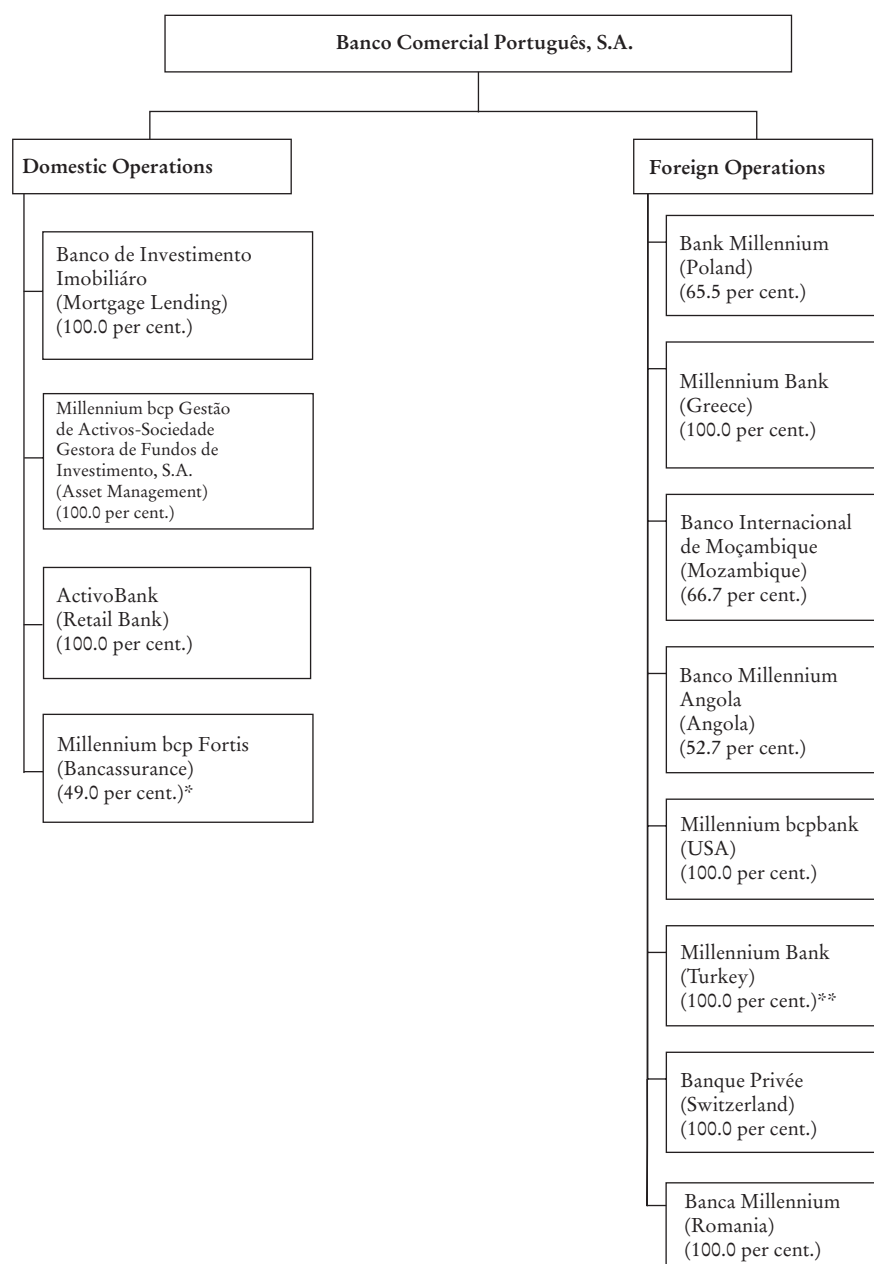 Banco Comercial Português, S.A.
Domestic Operations
Banco de Investimento
Imobiliáro
(Mortgage Lending)
(100.0 per cent.)
Millennium bcp Gestão
de Activos-Sociedade
Gestora de Fundos de
Investimento, S.A.
(Asset Management)
(100.0 per cent.)
ActivoBank
(Retail Bank)
(100.0 per cent.)
Millennium bcp Fortis
(Bancassurance)
(49.0 per cent.)*
Foreign Operations
Bank Millennium
(Poland)
(65.5 per cent.)
Millennium Bank
(Greece)
(100.0 per cent.)
Banco Internacional
de Moçambique
(Mozambique)
(66.7 per cent.)
Banco Millennium
Angola
(Angola)
(52.7 per cent.)
Millennium bcpbank
(USA)
(100.0 per cent.)
Millennium Bank
(Turkey)
(100.0 per cent.)**
Banque Privée
(Switzerland)
(100.0 per cent.)
Banca Millennium
(Romania)
(100.0 per cent.)